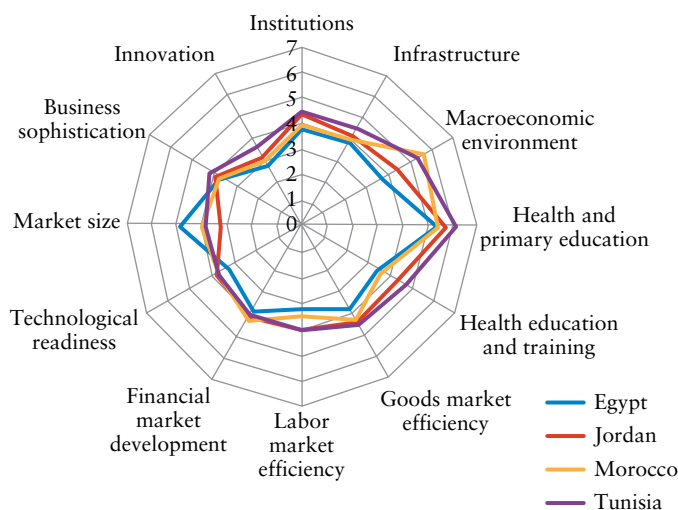 Institutions
Infrastructure
Macroeconomic
environment
Health and
primary education
Health education
and training
Goods market
efficiency
Labor
market
efficiency
Financial
market
development
Technological
readiness
Market size
Business
sophistication
Innovation
7
6
5
4
3
2
1
0
Egypt
Jordan
Morocco
Tunisia